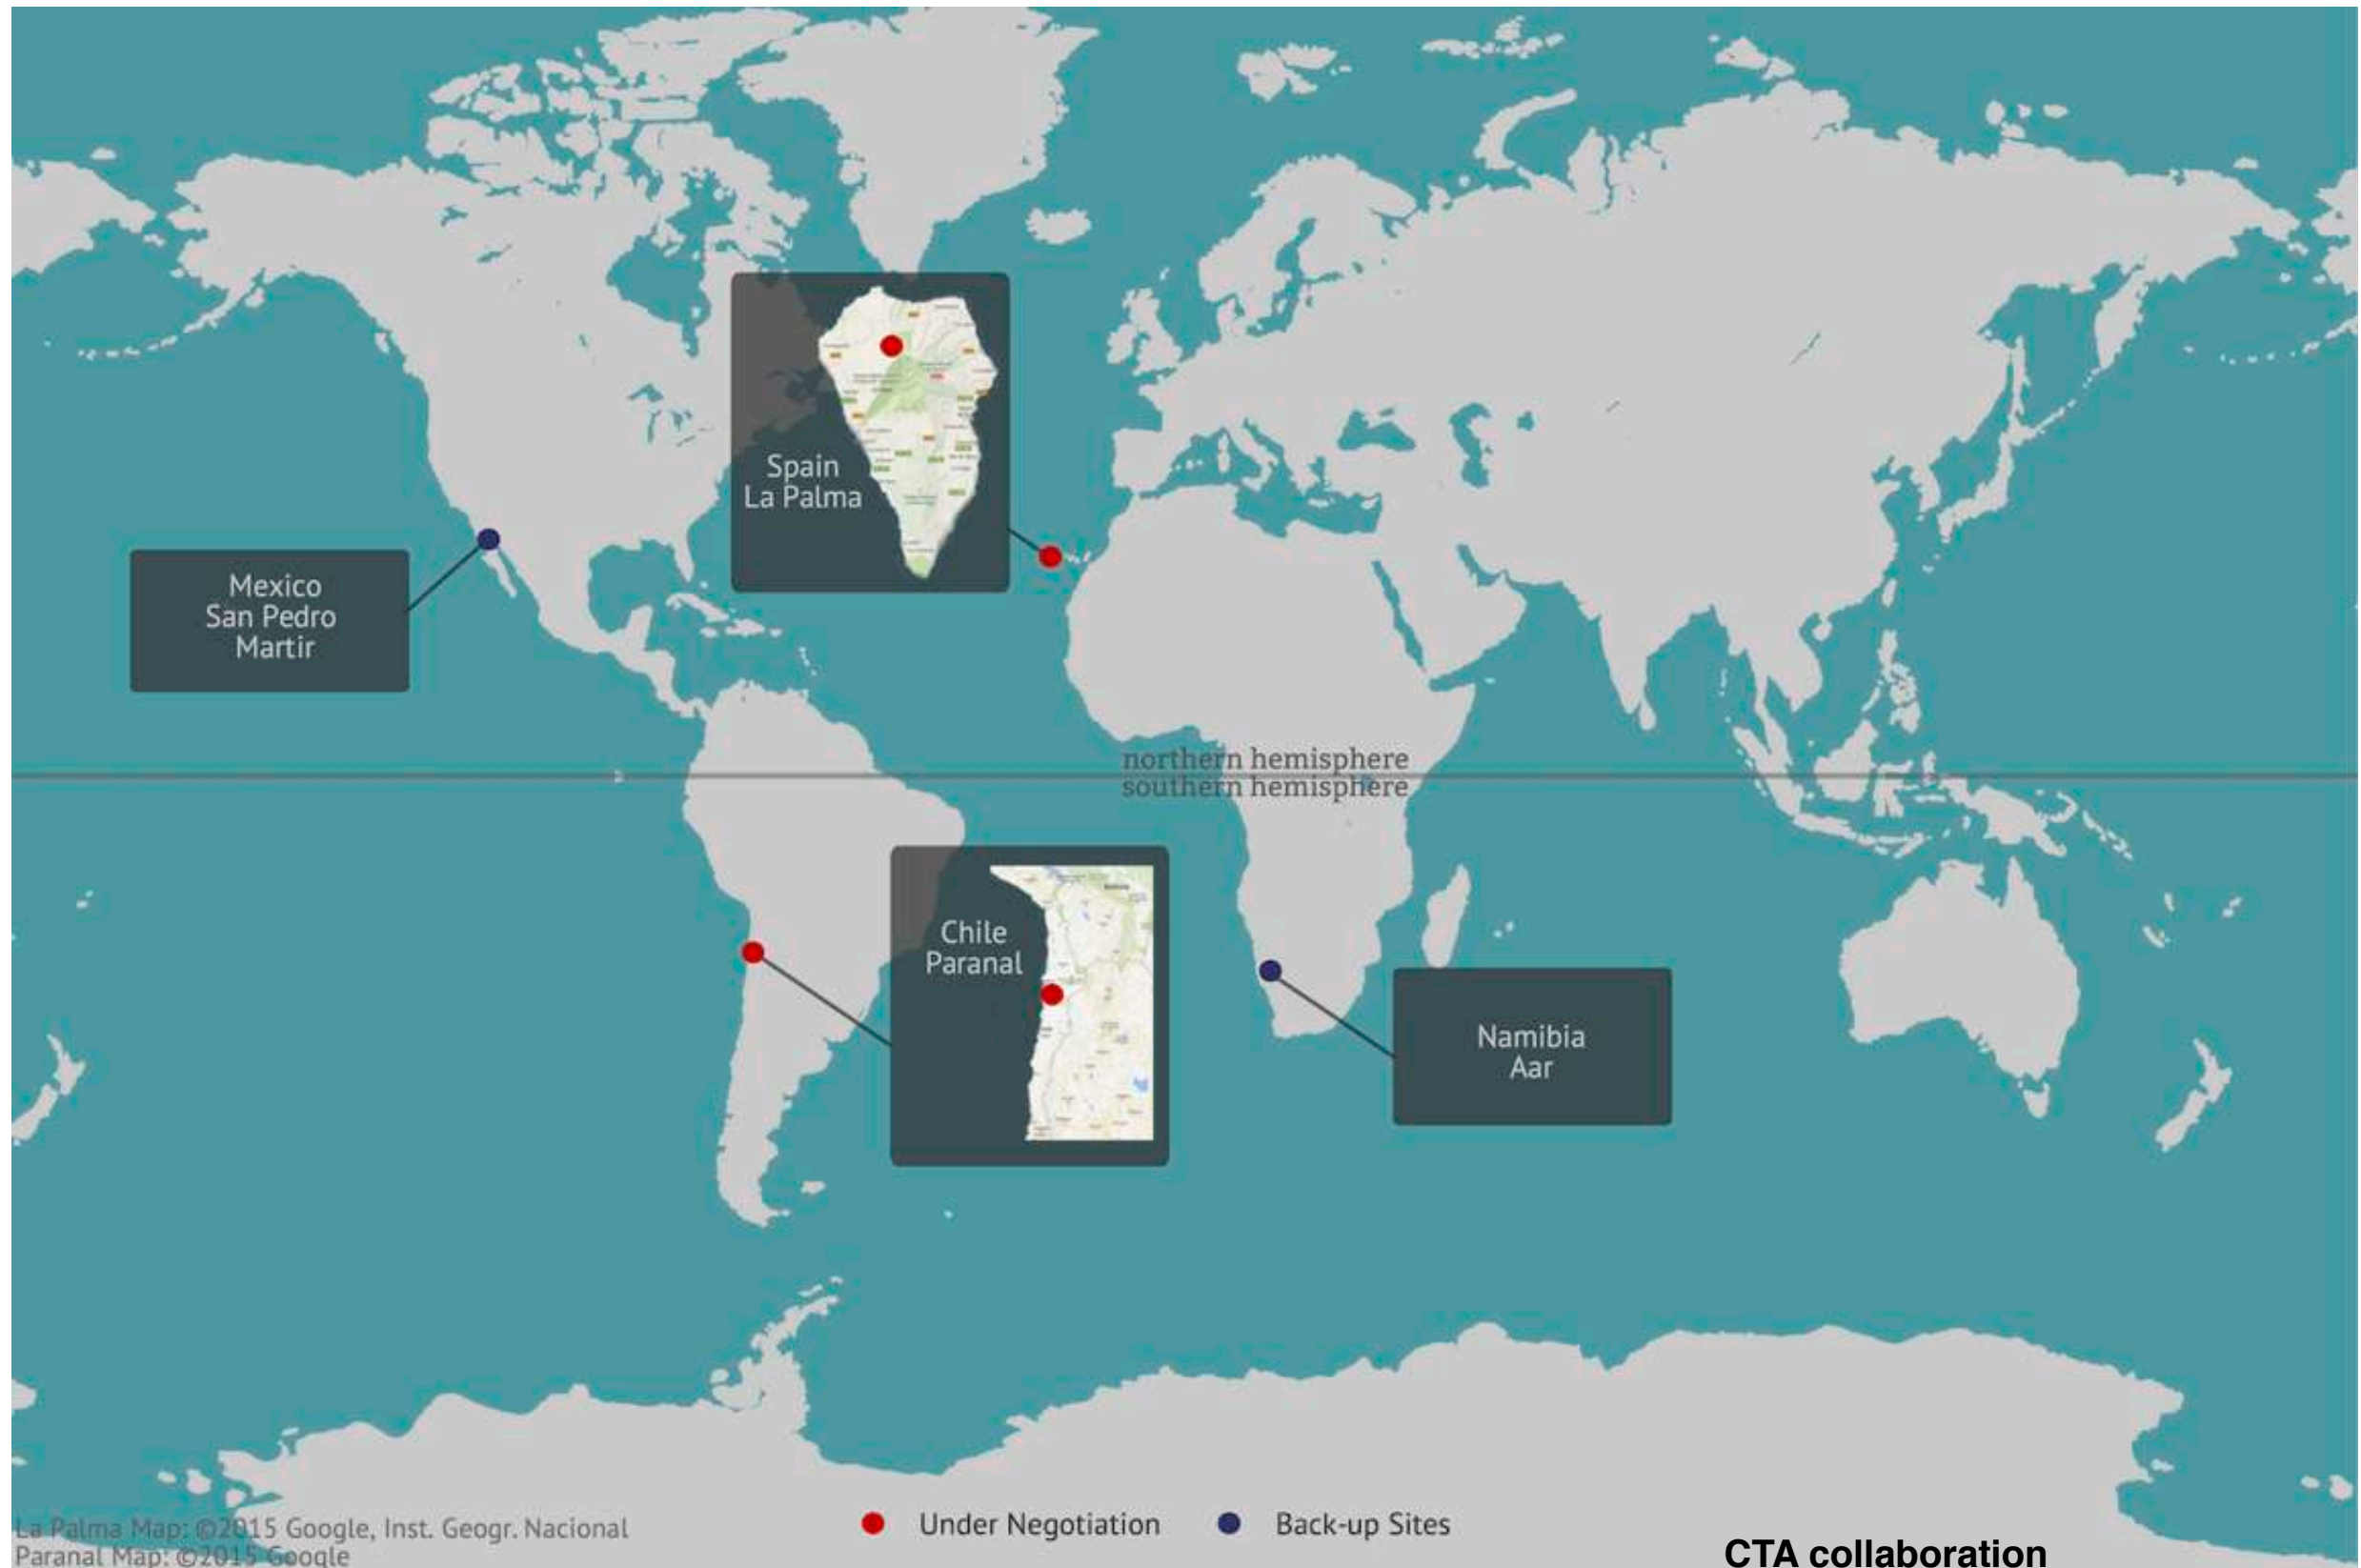 Spain
La Palma
Mexico
San Pedro
Martir
northern hemisphere
southern hemisphere
Chile
Paranal
Namibia
Aar
La Palma Map: ©2015 Google, Inst. Geogr. Nacional
Paranal Map: ©2015 Google
Under Negotiation
Back-up Sites
CTA collaboration